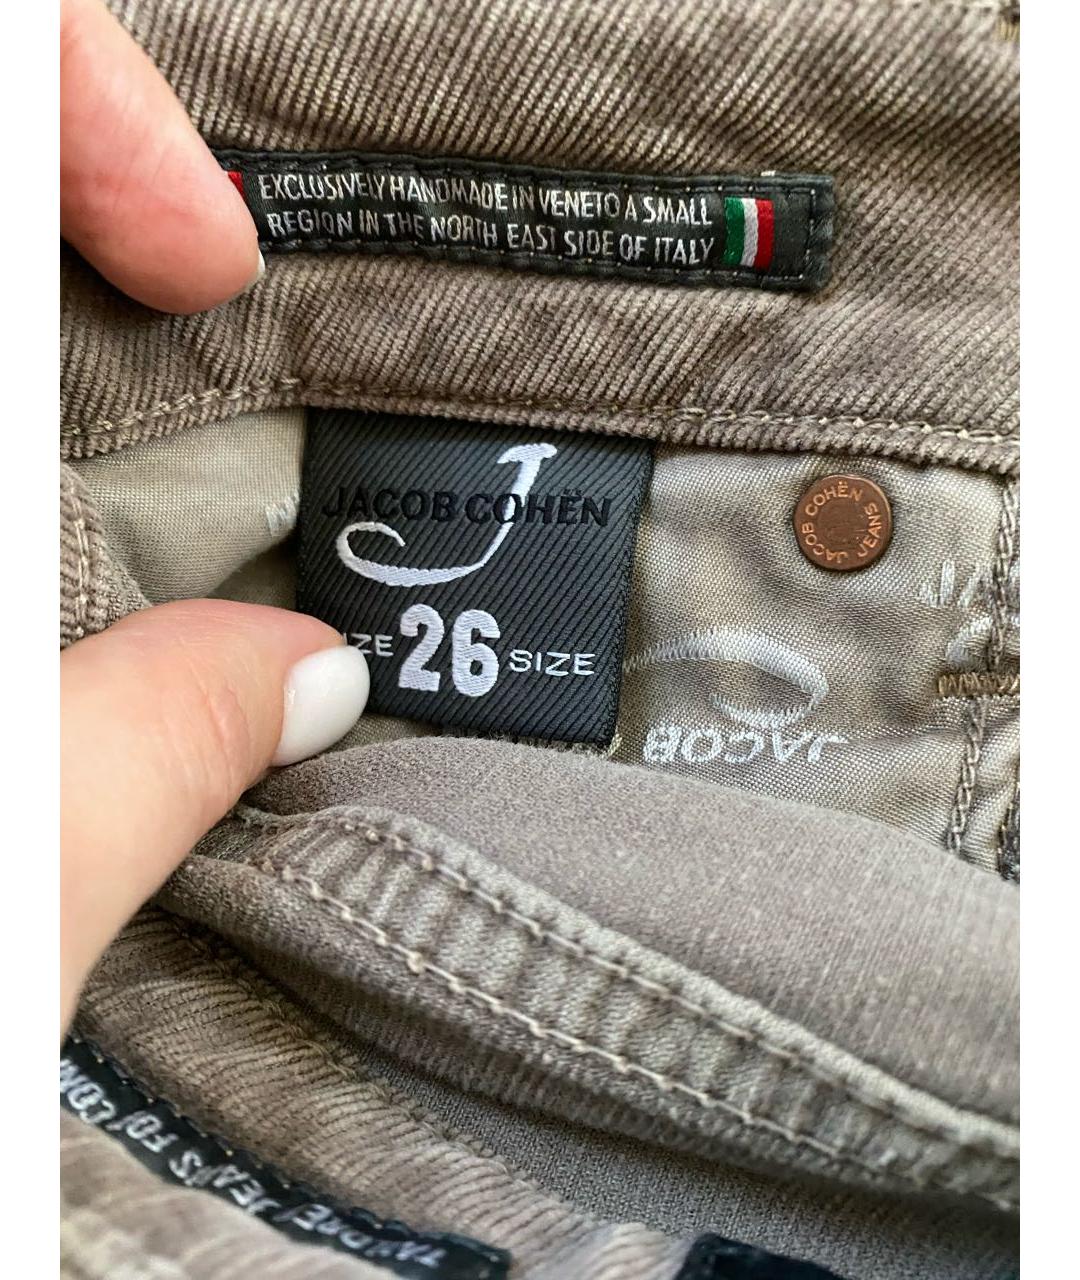 EXCLUSIVELY HANDMADE IN VENETO A SMALL
REGION IN THE NORTH EAST SIDE OF ITALY
JACOB COHËN
J
26 SIZE
JACOB COHËN JEANS
JACOB